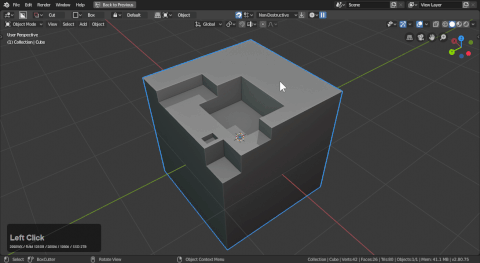 File Edit Render Window Help Back to Previous Scene View Layer
Cut Box Default Object NonDestructive
Object Mode View Select Add Object Global Options
User Perspective
(1) Collection | Cube
Left Click
Select BoxCutter Rotate View Object Context Menu Collection | Cube | Verts:42 | Faces:26 | Tris:80 | Objects:1/1 | Mem: 41.1 MB | v2.80.75